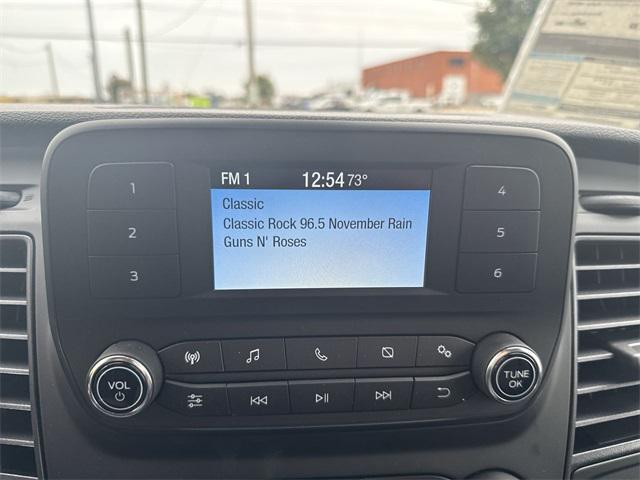 FM 1 12:54 73°
Classic
Classic Rock 96.5 November Rain
Guns N' Roses
1
2
3
4
5
6
VOL
TUNE
OK